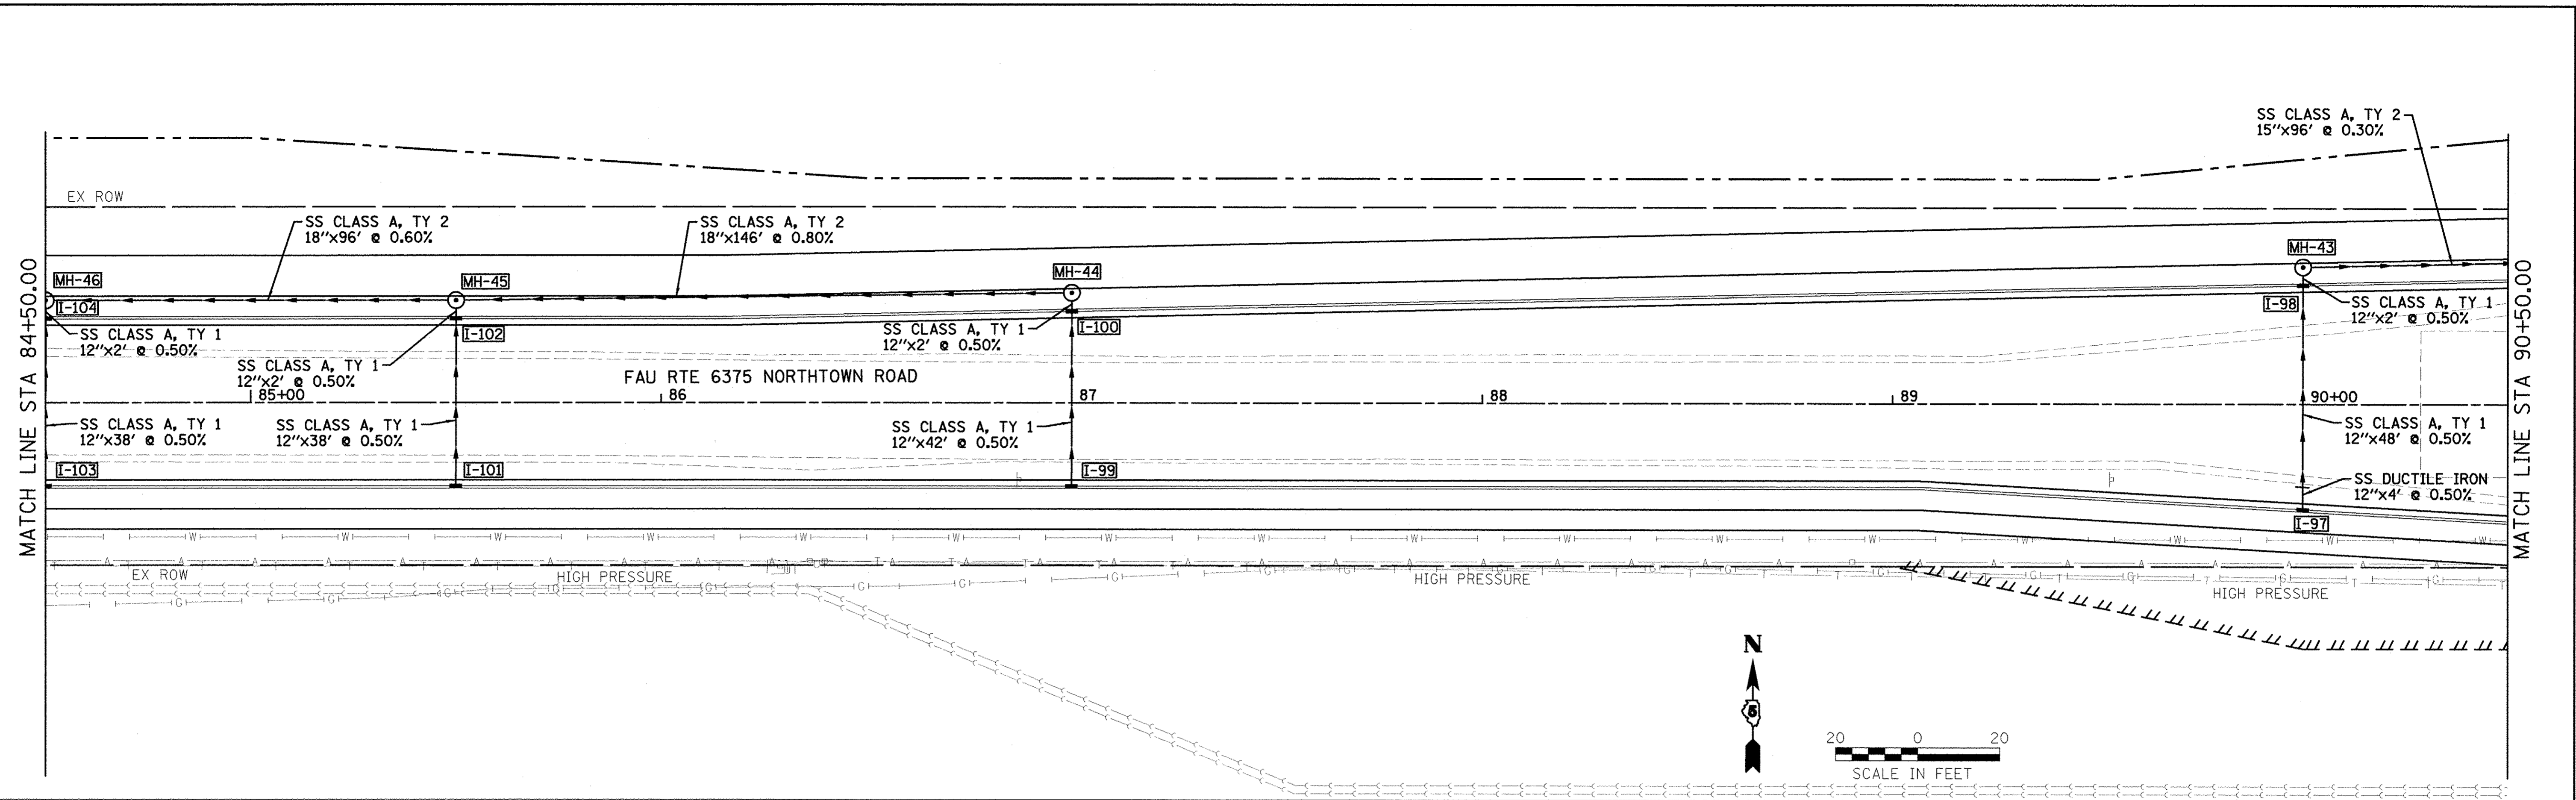 SS CLASS A, TY 2
15"x96' @ 0.30%
EX ROW
SS CLASS A, TY 2
18"x96' @ 0.60%
SS CLASS A, TY 2
18"x146' @ 0.80%
MH-46
MH-45
MH-44
MH-43
I-104
I-102
I-100
I-98
SS CLASS A, TY 1
12"x2' @ 0.50%
SS CLASS A, TY 1
12"x2' @ 0.50%
SS CLASS A, TY 1
12"x2' @ 0.50%
SS CLASS A, TY 1
12"x2' @ 0.50%
FAU RTE 6375 NORTHTOWN ROAD
85+00
86
87
88
89
90+00
SS CLASS A, TY 1
12"x38' @ 0.50%
SS CLASS A, TY 1
12"x38' @ 0.50%
SS CLASS A, TY 1
12"x42' @ 0.50%
SS CLASS A, TY 1
12"x48' @ 0.50%
I-103
I-101
I-99
SS DUCTILE IRON
12"x4' @ 0.50%
I-97
MATCH LINE STA 84+50.00
MATCH LINE STA 90+50.00
EX ROW
HIGH PRESSURE
HIGH PRESSURE
HIGH PRESSURE
N
5
20 0 20
SCALE IN FEET